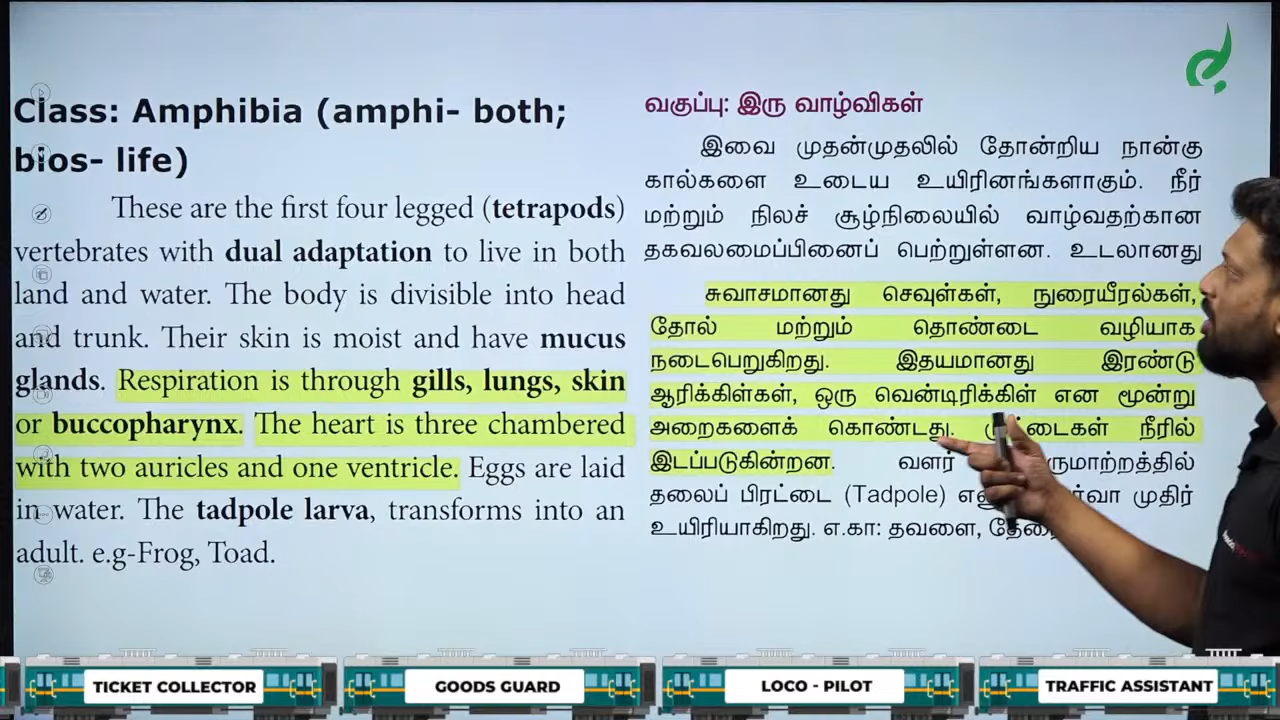 Class: Amphibia (amphi- both;
bios- life)
These are the first four legged (tetrapods)
vertebrates with dual adaptation to live in both
land and water. The body is divisible into head
and trunk. Their skin is moist and have mucus
glands. Respiration is through gills, lungs, skin
or buccopharynx. The heart is three chambered
with two auricles and one ventricle. Eggs are laid
in water. The tadpole larva, transforms into an
adult. e.g-Frog, Toad.
வகுப்பு: இரு வாழ்விகள்
இவை முதன்முதலில் தோன்றிய நான்கு
கால்களை உடைய உயிரினங்களாகும். நீர்
மற்றும் நிலச் சூழ்நிலையில் வாழ்வதற்கான
தகவலமைப்பினைப் பெற்றுள்ளன. உடலானது
சுவாசமானது செவுள்கள், நுரையீரல்கள்,
தோல் மற்றும் தொண்டை வழியாக
நடைபெறுகிறது. இதயமானது இரண்டு
ஆரிக்கிள்கள், ஒரு வென்டிரிக்கிள் என மூன்று
அறைகளைக் கொண்டது. நீரில்
இடப்படுகின்றன. வளர்
தலைப் பிரட்டை (Tadpole) முதிர்
உயிரியாகிறது. எ.கா: தவளை,
TICKET COLLECTOR
GOODS GUARD
LOCO - PILOT
TRAFFIC ASSISTANT